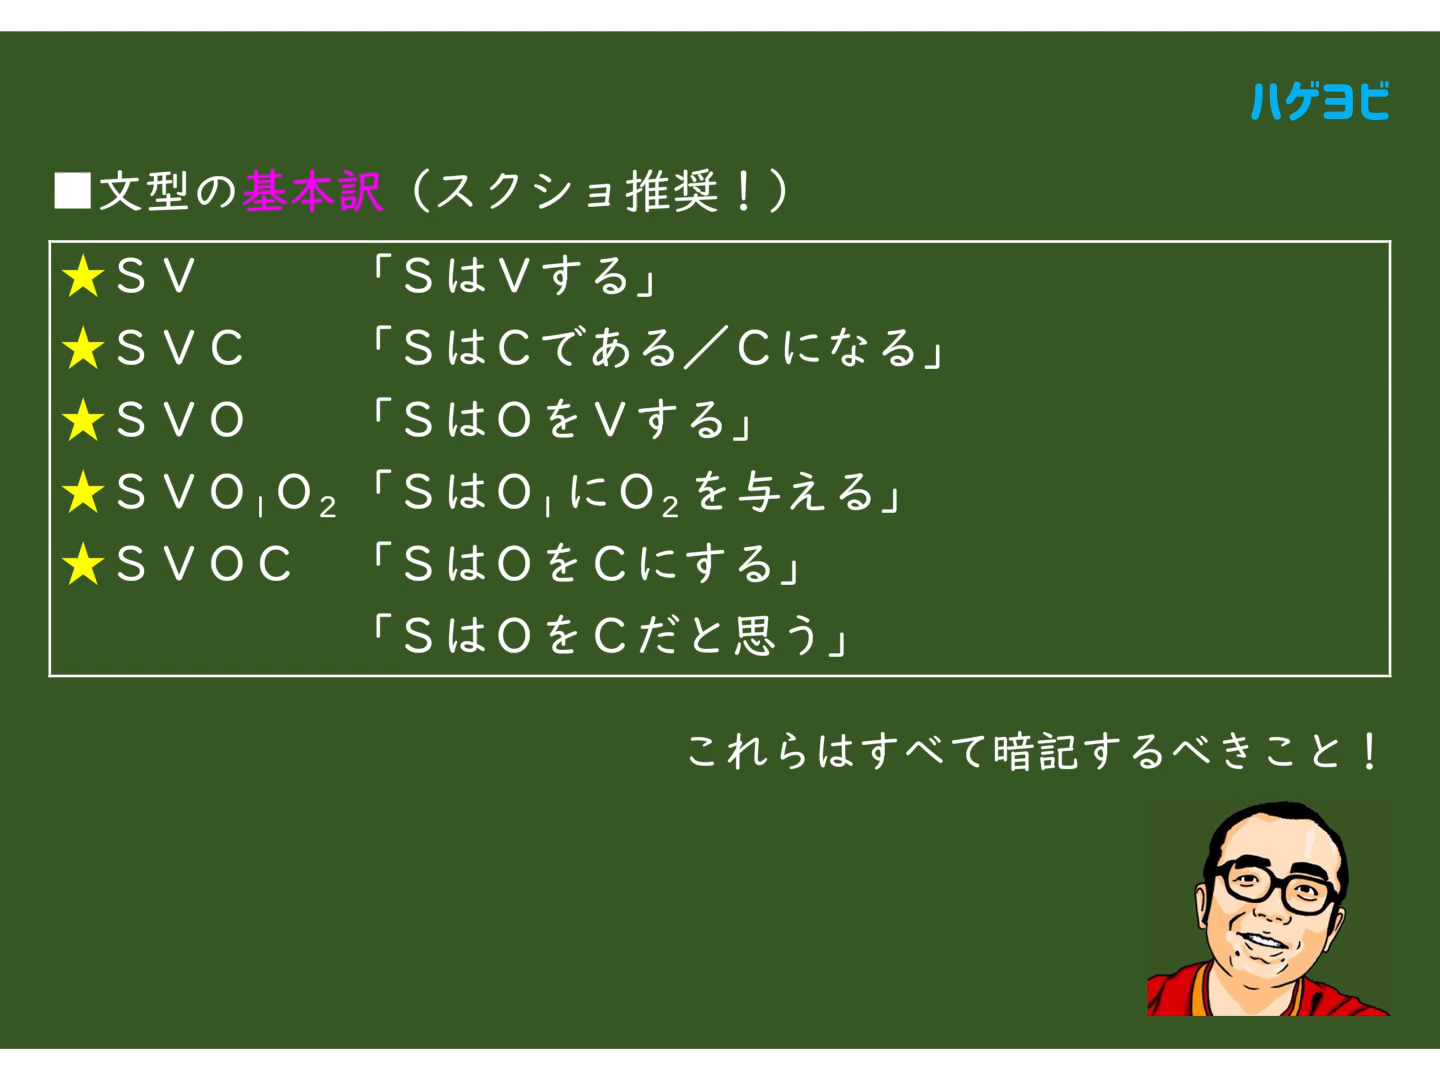 ハゲヨビ
■文型の基本訳（スクショ推奨！）
★ＳＶ 「ＳはＶする」
★ＳＶＣ 「ＳはＣである／Ｃになる」
★ＳＶＯ 「ＳはＯをＶする」
★ＳＶＯ₁Ｏ₂ 「ＳはＯ₁にＯ₂を与える」
★ＳＶＯＣ 「ＳはＯをＣにする」
「ＳはＯをＣだと思う」
これらはすべて暗記するべきこと！